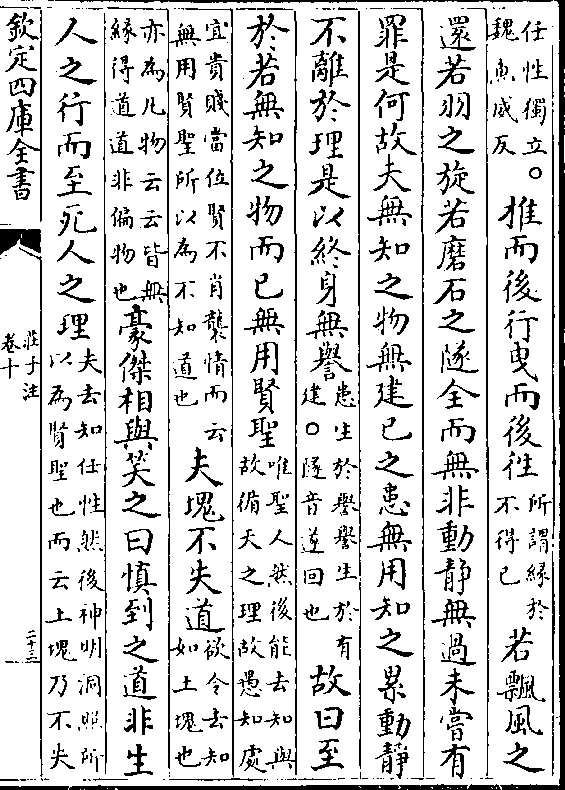 任性獨立魏魚威反○推而後行曳而後往所謂緣於不得已若飄風之
還若羽之旋若磨石之隧全而無非動静無過未嘗有
罪是何故夫無知之物無建已之患無用知之累動静
不離於理是以終身無譽患生於譽譽生於有建○隧音遂回也故曰至
於若無知之物而已無用賢聖唯聖人然後能去知與故循天之理故愚知處
宜貴賤當位賢不肖襲情而云無用賢聖所以為不知道也夫塊不失道欲令去知如土塊也
亦為凡物云云皆無緣得道道非偏物也豪傑相與笑之曰慎到之道非生
人之行而至死人之理夫去知任性然後神明洞照所以為賢聖也而云土塊乃不失
欽定四庫全書
莊子注
卷十
二十三